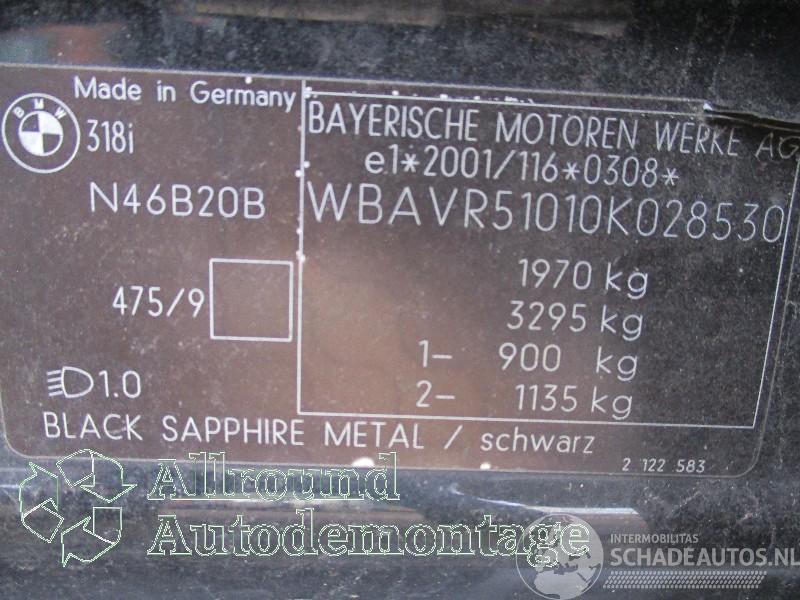 Made in Germany
BMW
318i
N46B20B
475/9
1.0
BLACK SAPPHIRE METAL / schwarz
BAYERISCHE MOTOREN WERKE AG
e1*2001/116*0308*
WBAVR51010K028530
1970 kg
3295 kg
1- 900 kg
2- 1135 kg
2 122 583
Allround
Autodemontage
INTERMOBILITAS
SCHADEAUTOS.NL